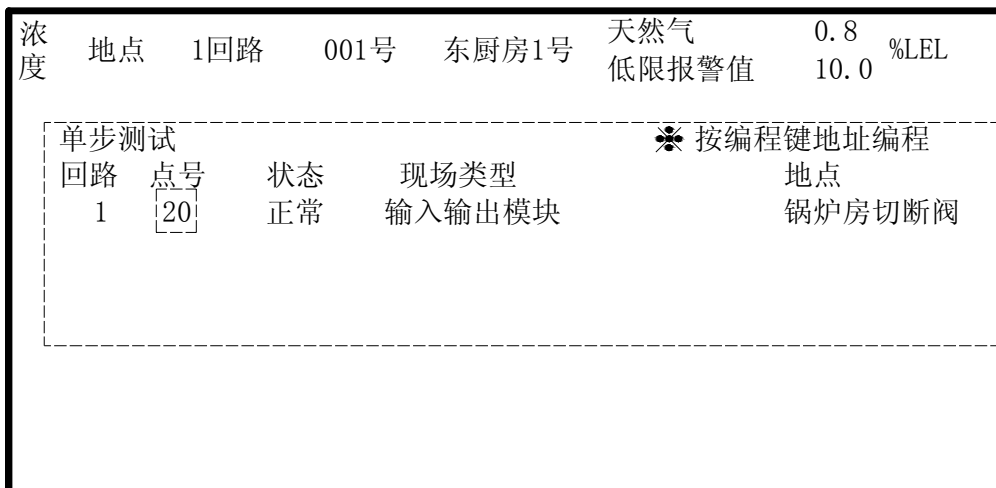 浓度 地点 1回路 001号 东厨房1号 天然气 0.8 %LEL
低限报警值 10.0
单步测试 ※ 按编程键地址编程
回路 点号 状态 现场类型 地点
1 20 正常 输入输出模块 锅炉房切断阀